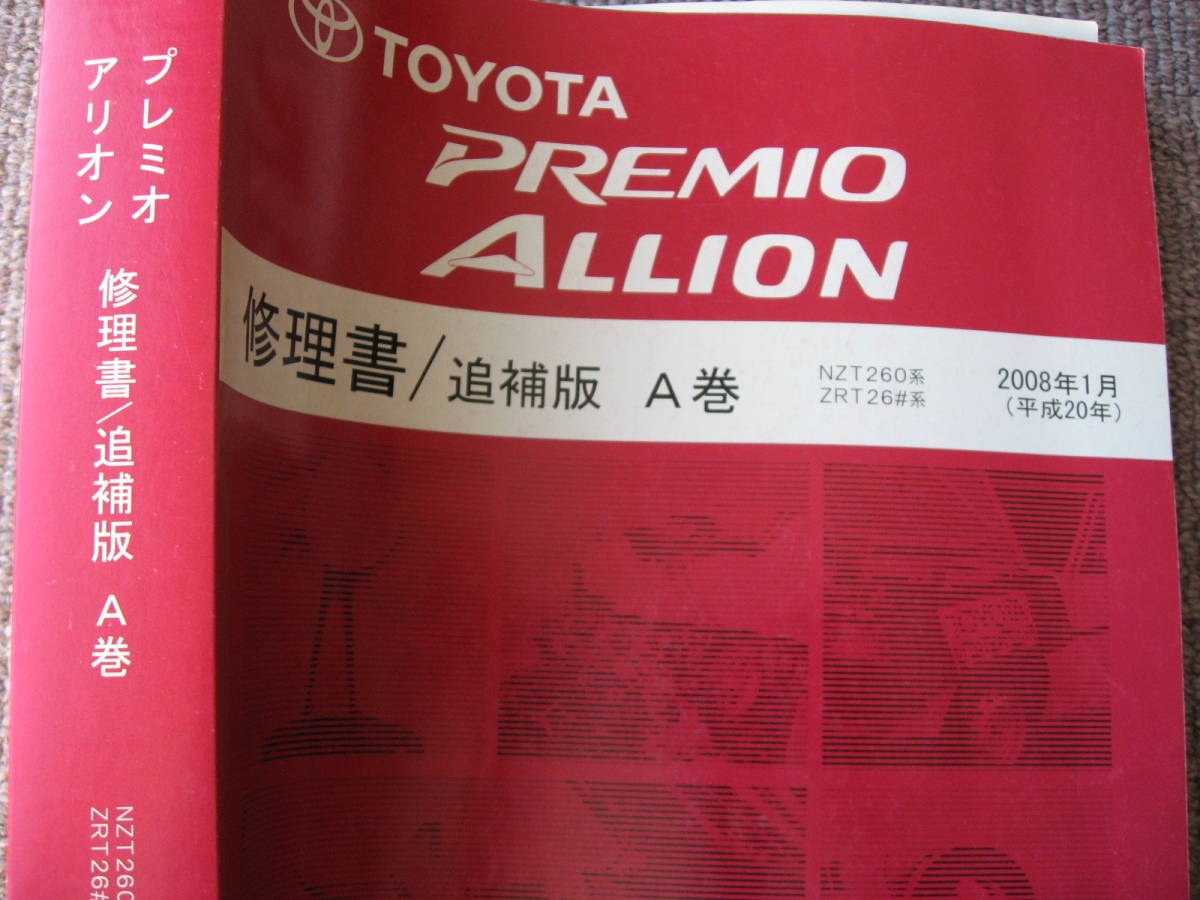 TOYOTA
PREMIO
ALLION
修理書/追補版 A巻
NZT260系
ZRT26#系
2008年1月
(平成20年)
プレミオ
アリオン
修理書/追補版 A巻
NZT260
ZRT26#